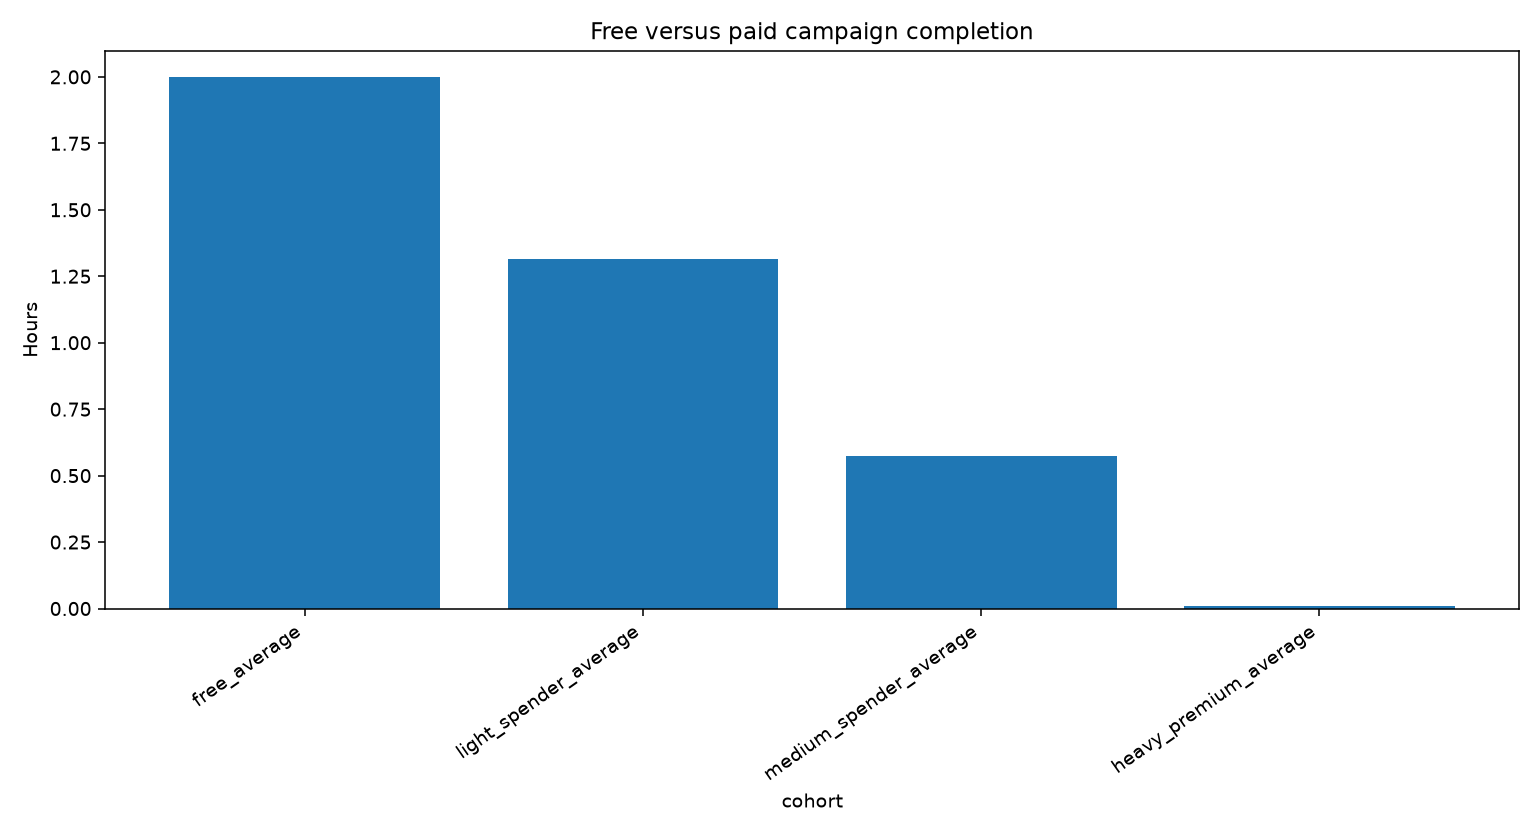 Free versus paid campaign completion
Hours
2.00
1.75
1.50
1.25
1.00
0.75
0.50
0.25
0.00
free_average
light_spender_average
medium_spender_average
heavy_premium_average
cohort